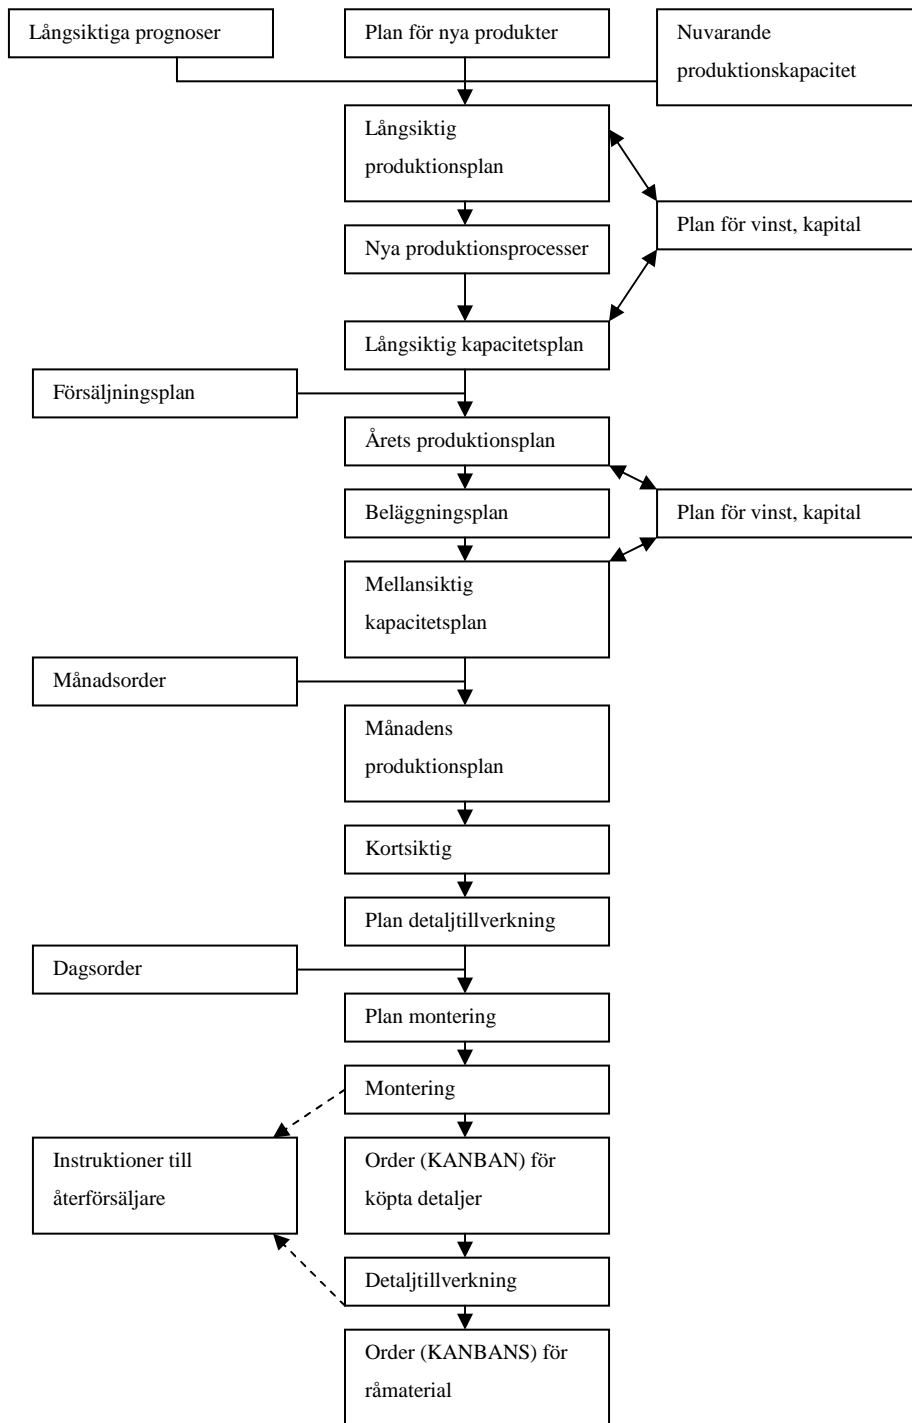 Långsiktiga prognoser
Plan för nya produkter
Nuvarande
produktionskapacitet
Långsiktig
produktionsplan
Plan för vinst, kapital
Nya produktionsprocesser
Långsiktig kapacitetsplan
Försäljningsplan
Årets produktionsplan
Beläggningsplan
Plan för vinst, kapital
Mellansiktig
kapacitetsplan
Månadsorder
Månadens
produktionsplan
Kortsiktig
Plan detaljtillverkning
Dagsorder
Plan montering
Montering
Instruktioner till
återförsäljare
Order (KANBAN) för
köpta detaljer
Detaljtillverkning
Order (KANBANS) för
råmaterial